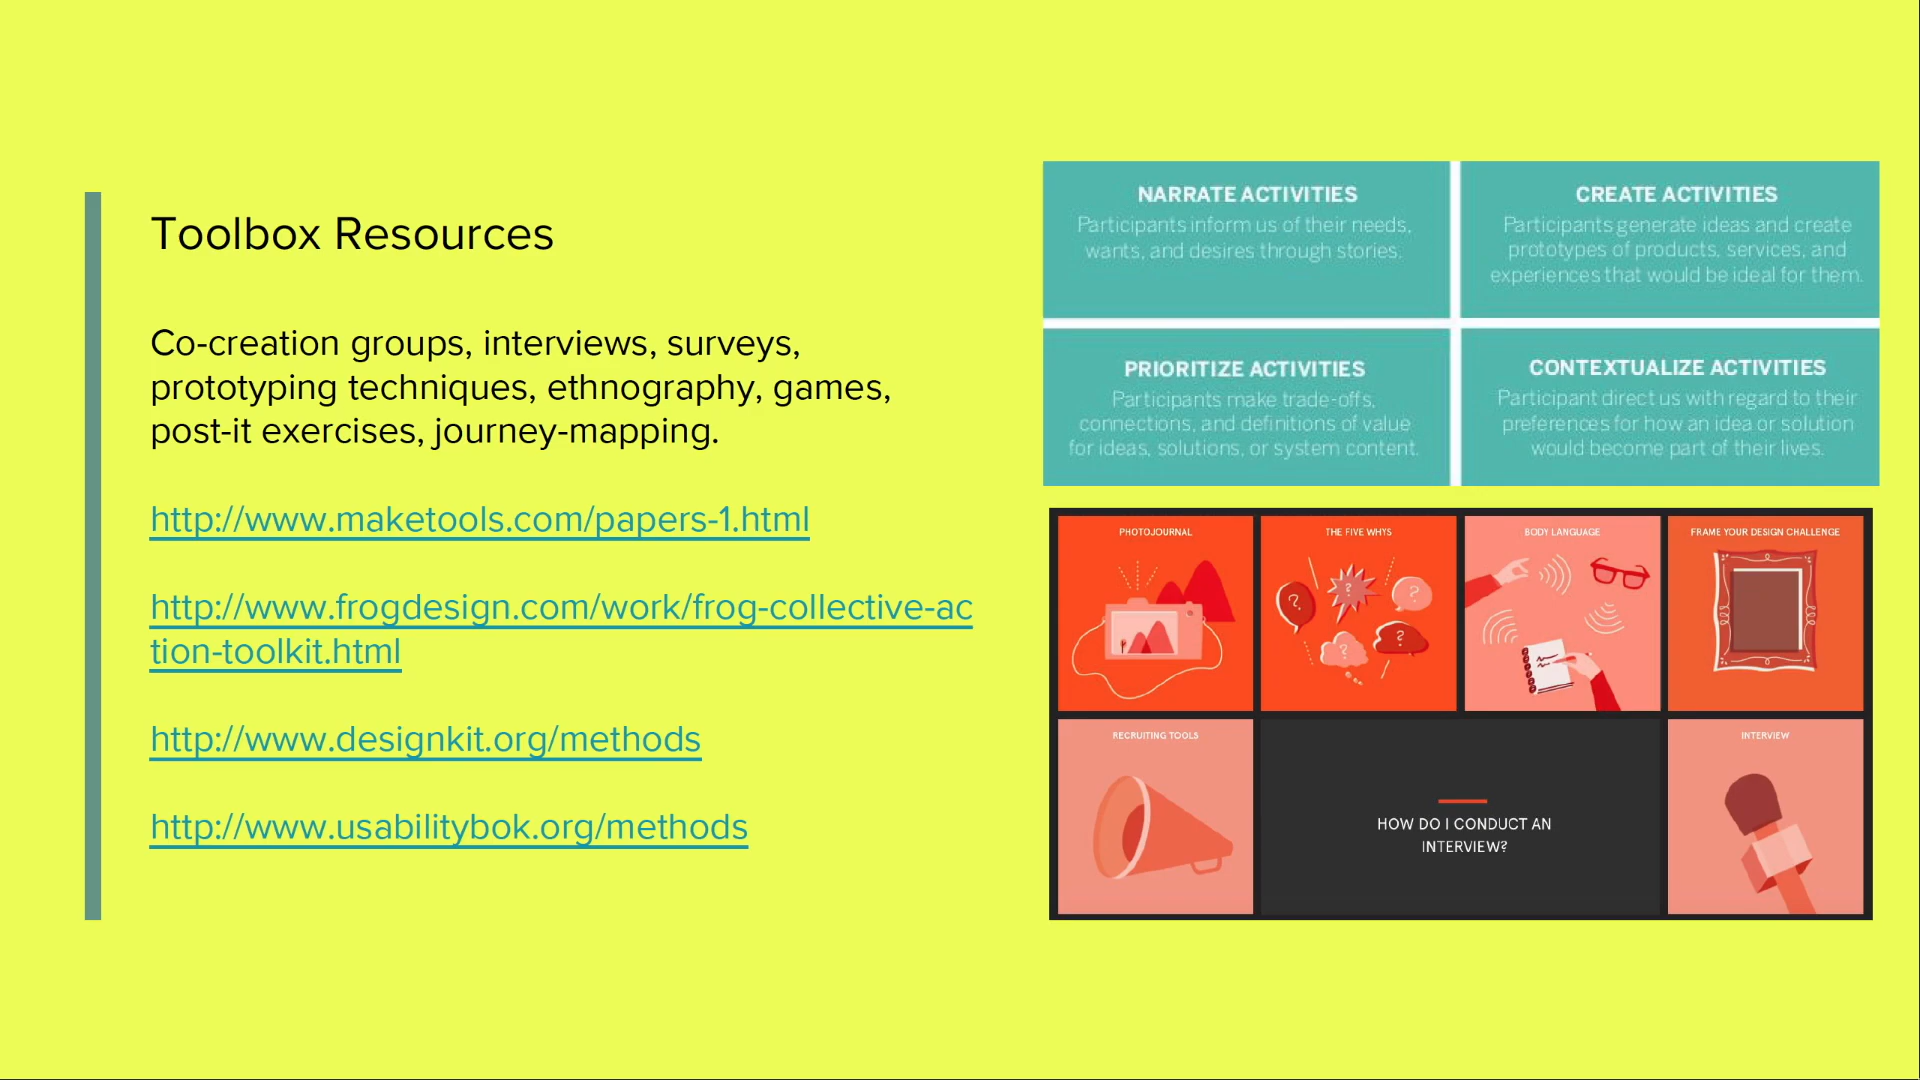 Toolbox Resources
Co-creation groups, interviews, surveys,
prototyping techniques, ethnography, games,
post-it exercises, journey-mapping.
http://www.maketools.com/papers-1.html
http://www.frogdesign.com/work/frog-collective-ac
tion-toolkit.html
http://www.designkit.org/methods
http://www.usabilitybok.org/methods
NARRATE ACTIVITIES
Participants inform us of their needs,
wants, and desires through stories.
CREATE ACTIVITIES
Participants generate ideas and create
prototypes of products, services, and
experiences that would be ideal for them.
PRIORITIZE ACTIVITIES
Participants make trade-offs,
connections, and definitions of value
for ideas, solutions, or system content.
CONTEXTUALIZE ACTIVITIES
Participant direct us with regard to their
preferences for how an idea or solution
would become part of their lives.
PHOTOJOURNAL
THE FIVE WHYS
? ? ? ? ?
BODY LANGUAGE
FRAME YOUR DESIGN CHALLENGE
RECRUITING TOOLS
HOW DO I CONDUCT AN
INTERVIEW?
INTERVIEW